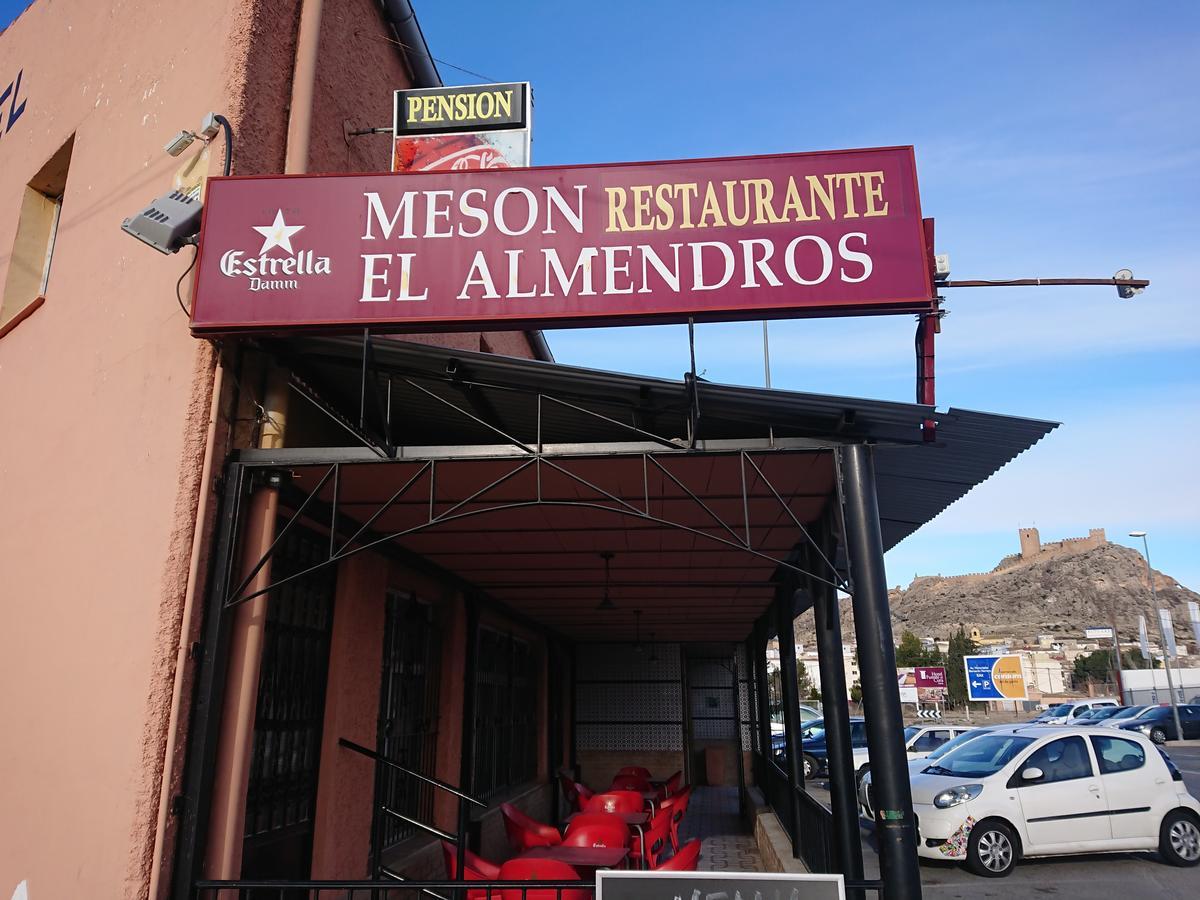 PENSION
MESON RESTAURANTE
EL ALMENDROS
Estrella
Damm